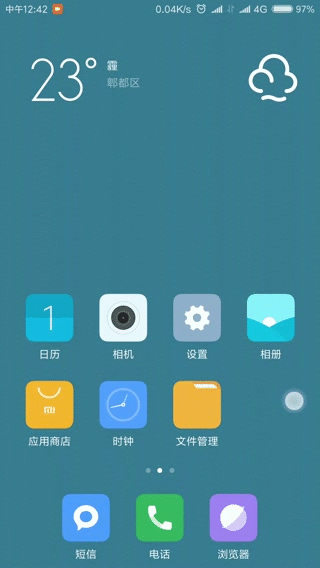 中午12:42 0.04K/s 4G 97%
23° 霾
郫都区
1
日历 相机 设置 相册
MI
应用商店 时钟 文件管理
短信 电话 浏览器